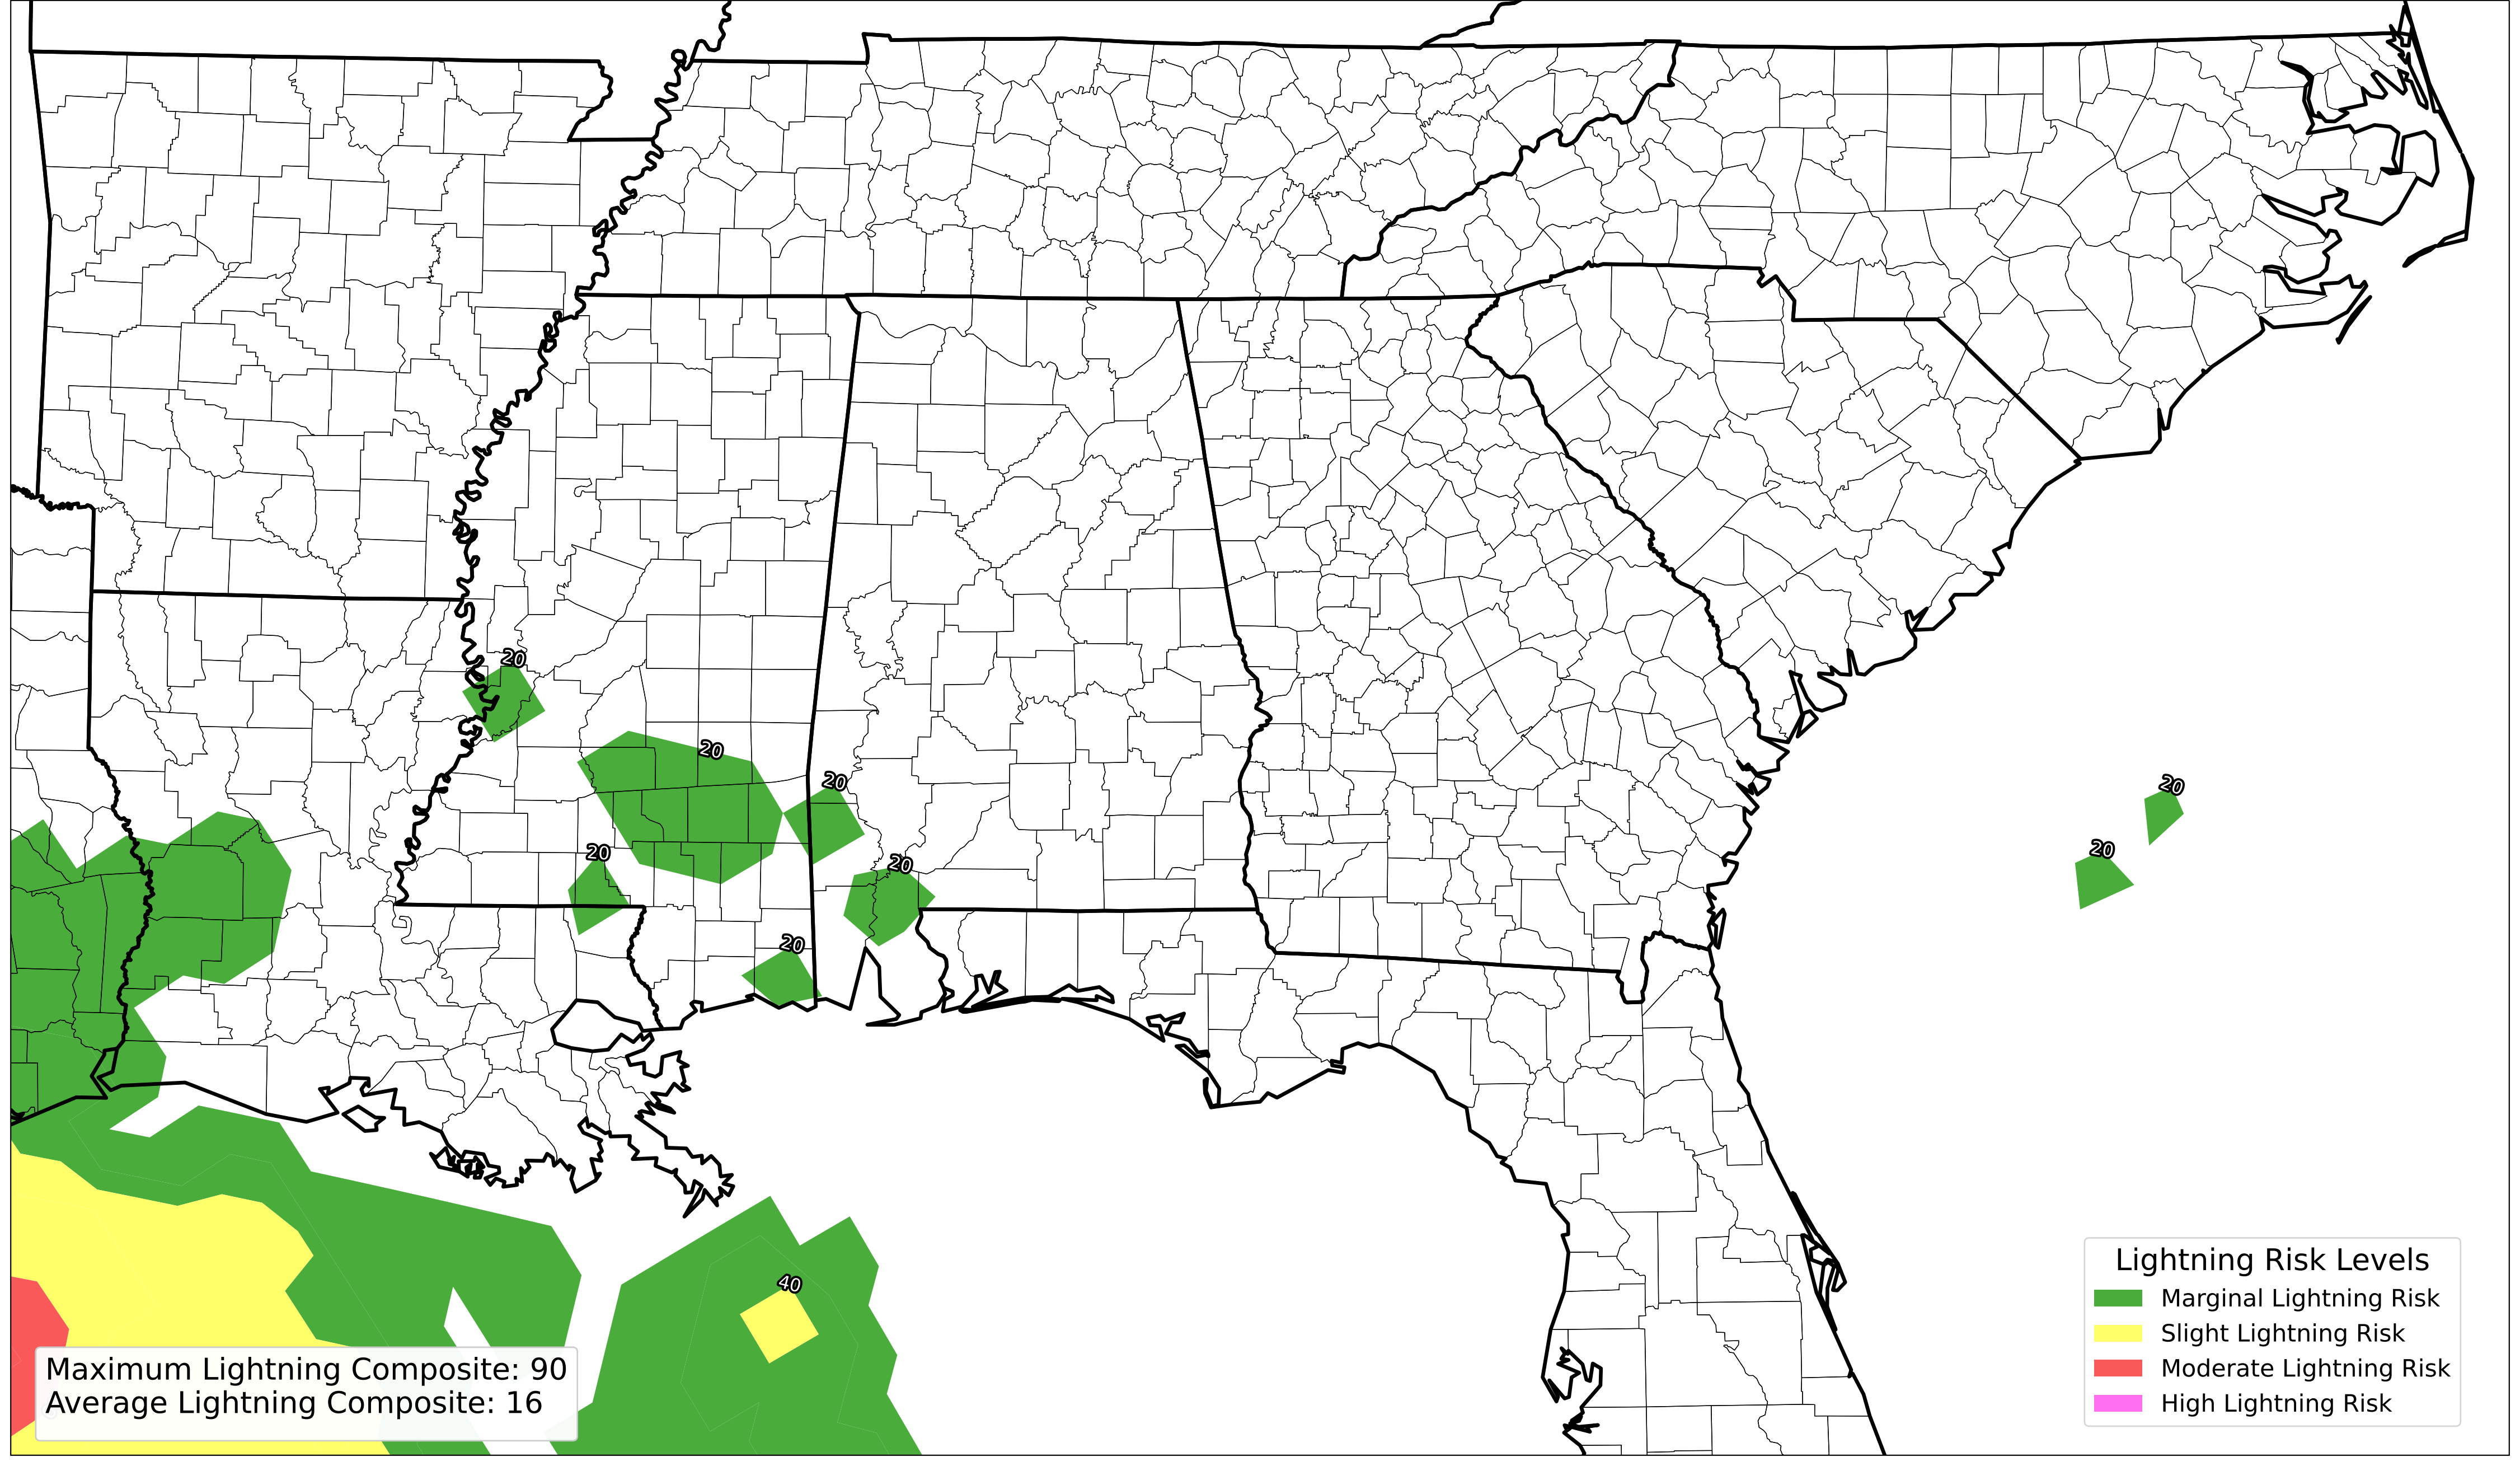 20
20
20
20
20
20
20
20
40
Maximum Lightning Composite: 90
Average Lightning Composite: 16
Lightning Risk Levels
Marginal Lightning Risk
Slight Lightning Risk
Moderate Lightning Risk
High Lightning Risk